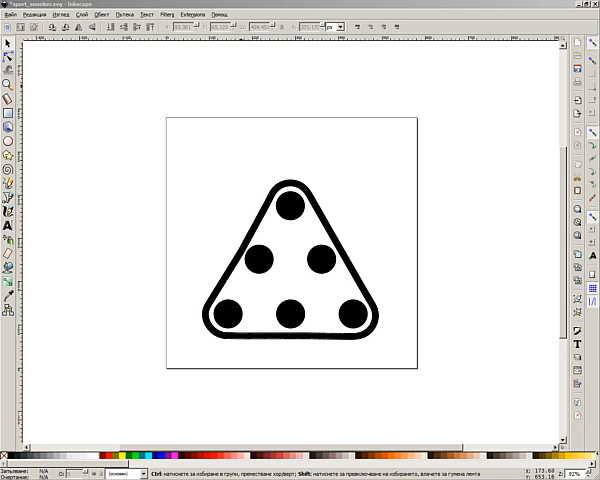 *sport_snooker.svg - Inkscape
Файл Редакция Изглед Слой Обект Пътека Текст Filters Extensions Помощ
px
Запълване: N/A
Очертание: N/A
O:
(основен)
Ctrl: натиснете за избиране в групи, преместване хор/верт; Shift: натиснете за превключване на избирането, влачете за гумена лента
X: 173.60
Y: 653.16
Z: 92%